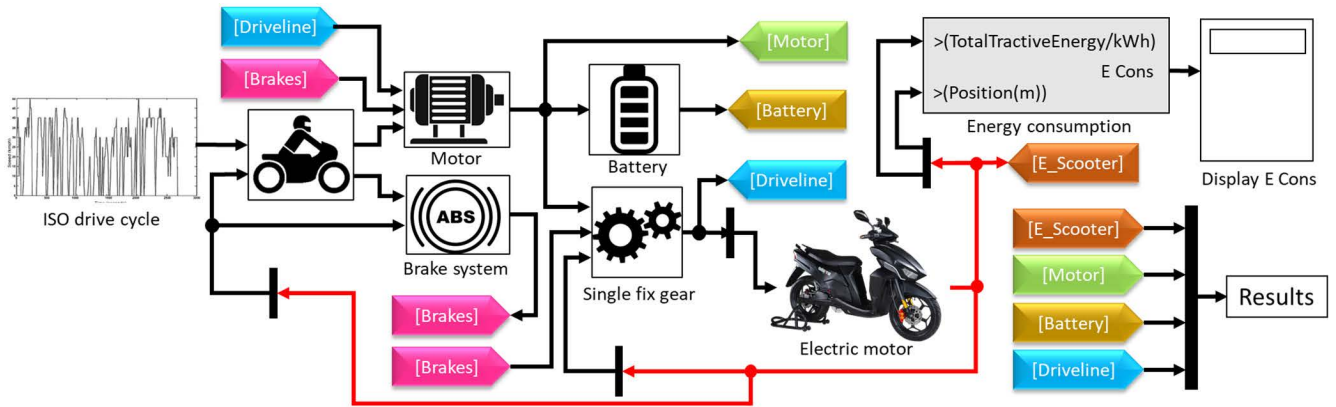 [Driveline]
[Brakes]
ISO drive cycle
Motor
ABS
Brake system
[Brakes]
[Brakes]
Battery
Single fix gear
[Motor]
[Battery]
[Driveline]
Electric motor
>(TotalTractiveEnergy/kWh)
E Cons
>(Position(m))
Energy consumption
[E_Scooter]
Display E Cons
[E_Scooter]
[Motor]
[Battery]
[Driveline]
Results